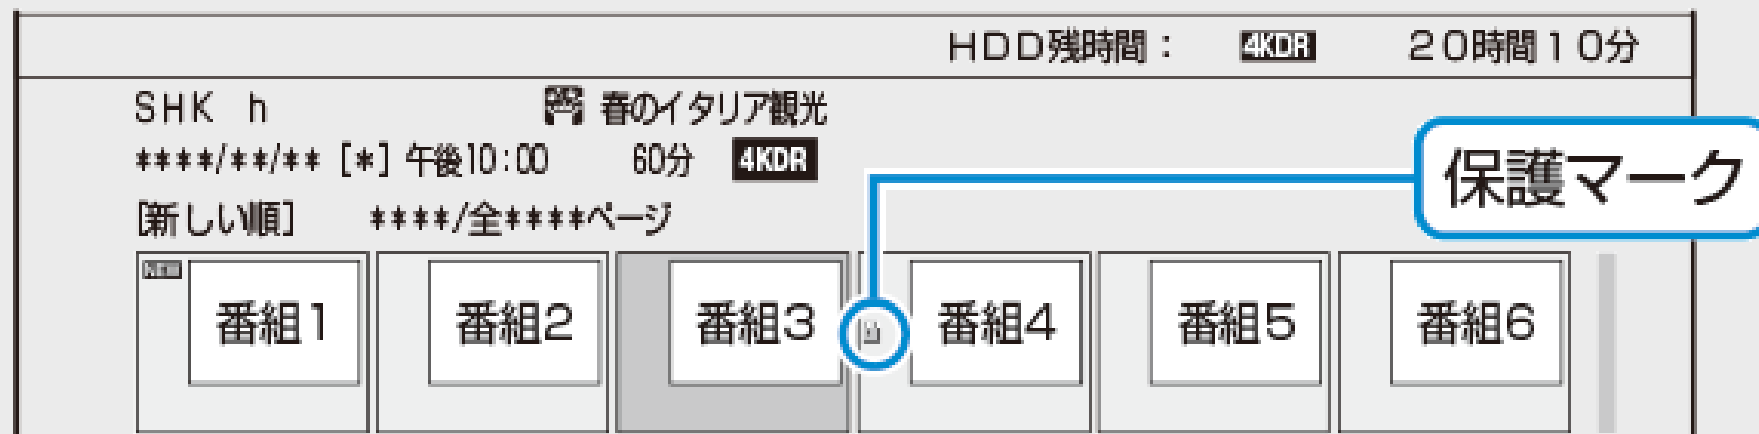 HDD残時間： 4KDR 20時間10分
SHK h 春のイタリア観光
****/**/** [*] 午後10:00 60分 4KDR
保護マーク
[新しい順] ****/全****ページ
NEW
番組1 番組2 番組3 番組4 番組5 番組6